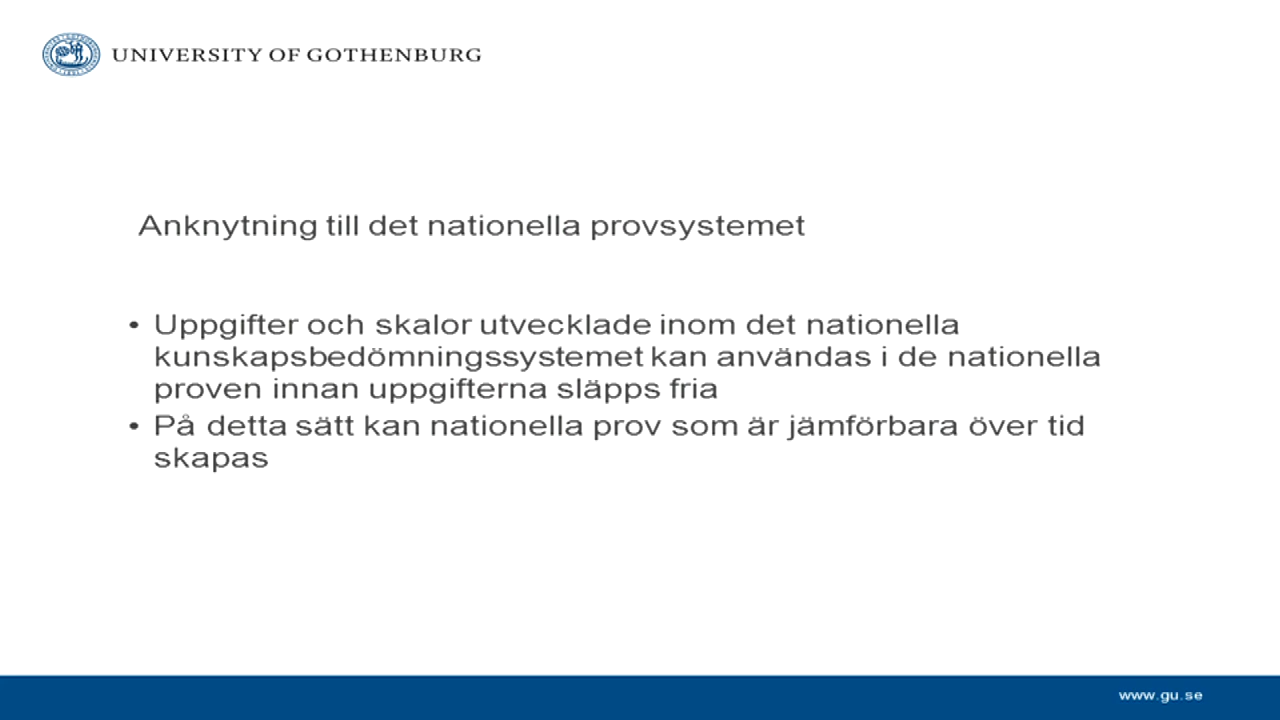 UNIVERSITY OF GOTHENBURG
Anknytning till det nationella provsystemet
• Uppgifter och skalor utvecklade inom det nationella
kunskapsbedömningssystemet kan användas i de nationella
proven innan uppgifterna släpps fria
• På detta sätt kan nationella prov som är jämförbara över tid
skapas
www.gu.se